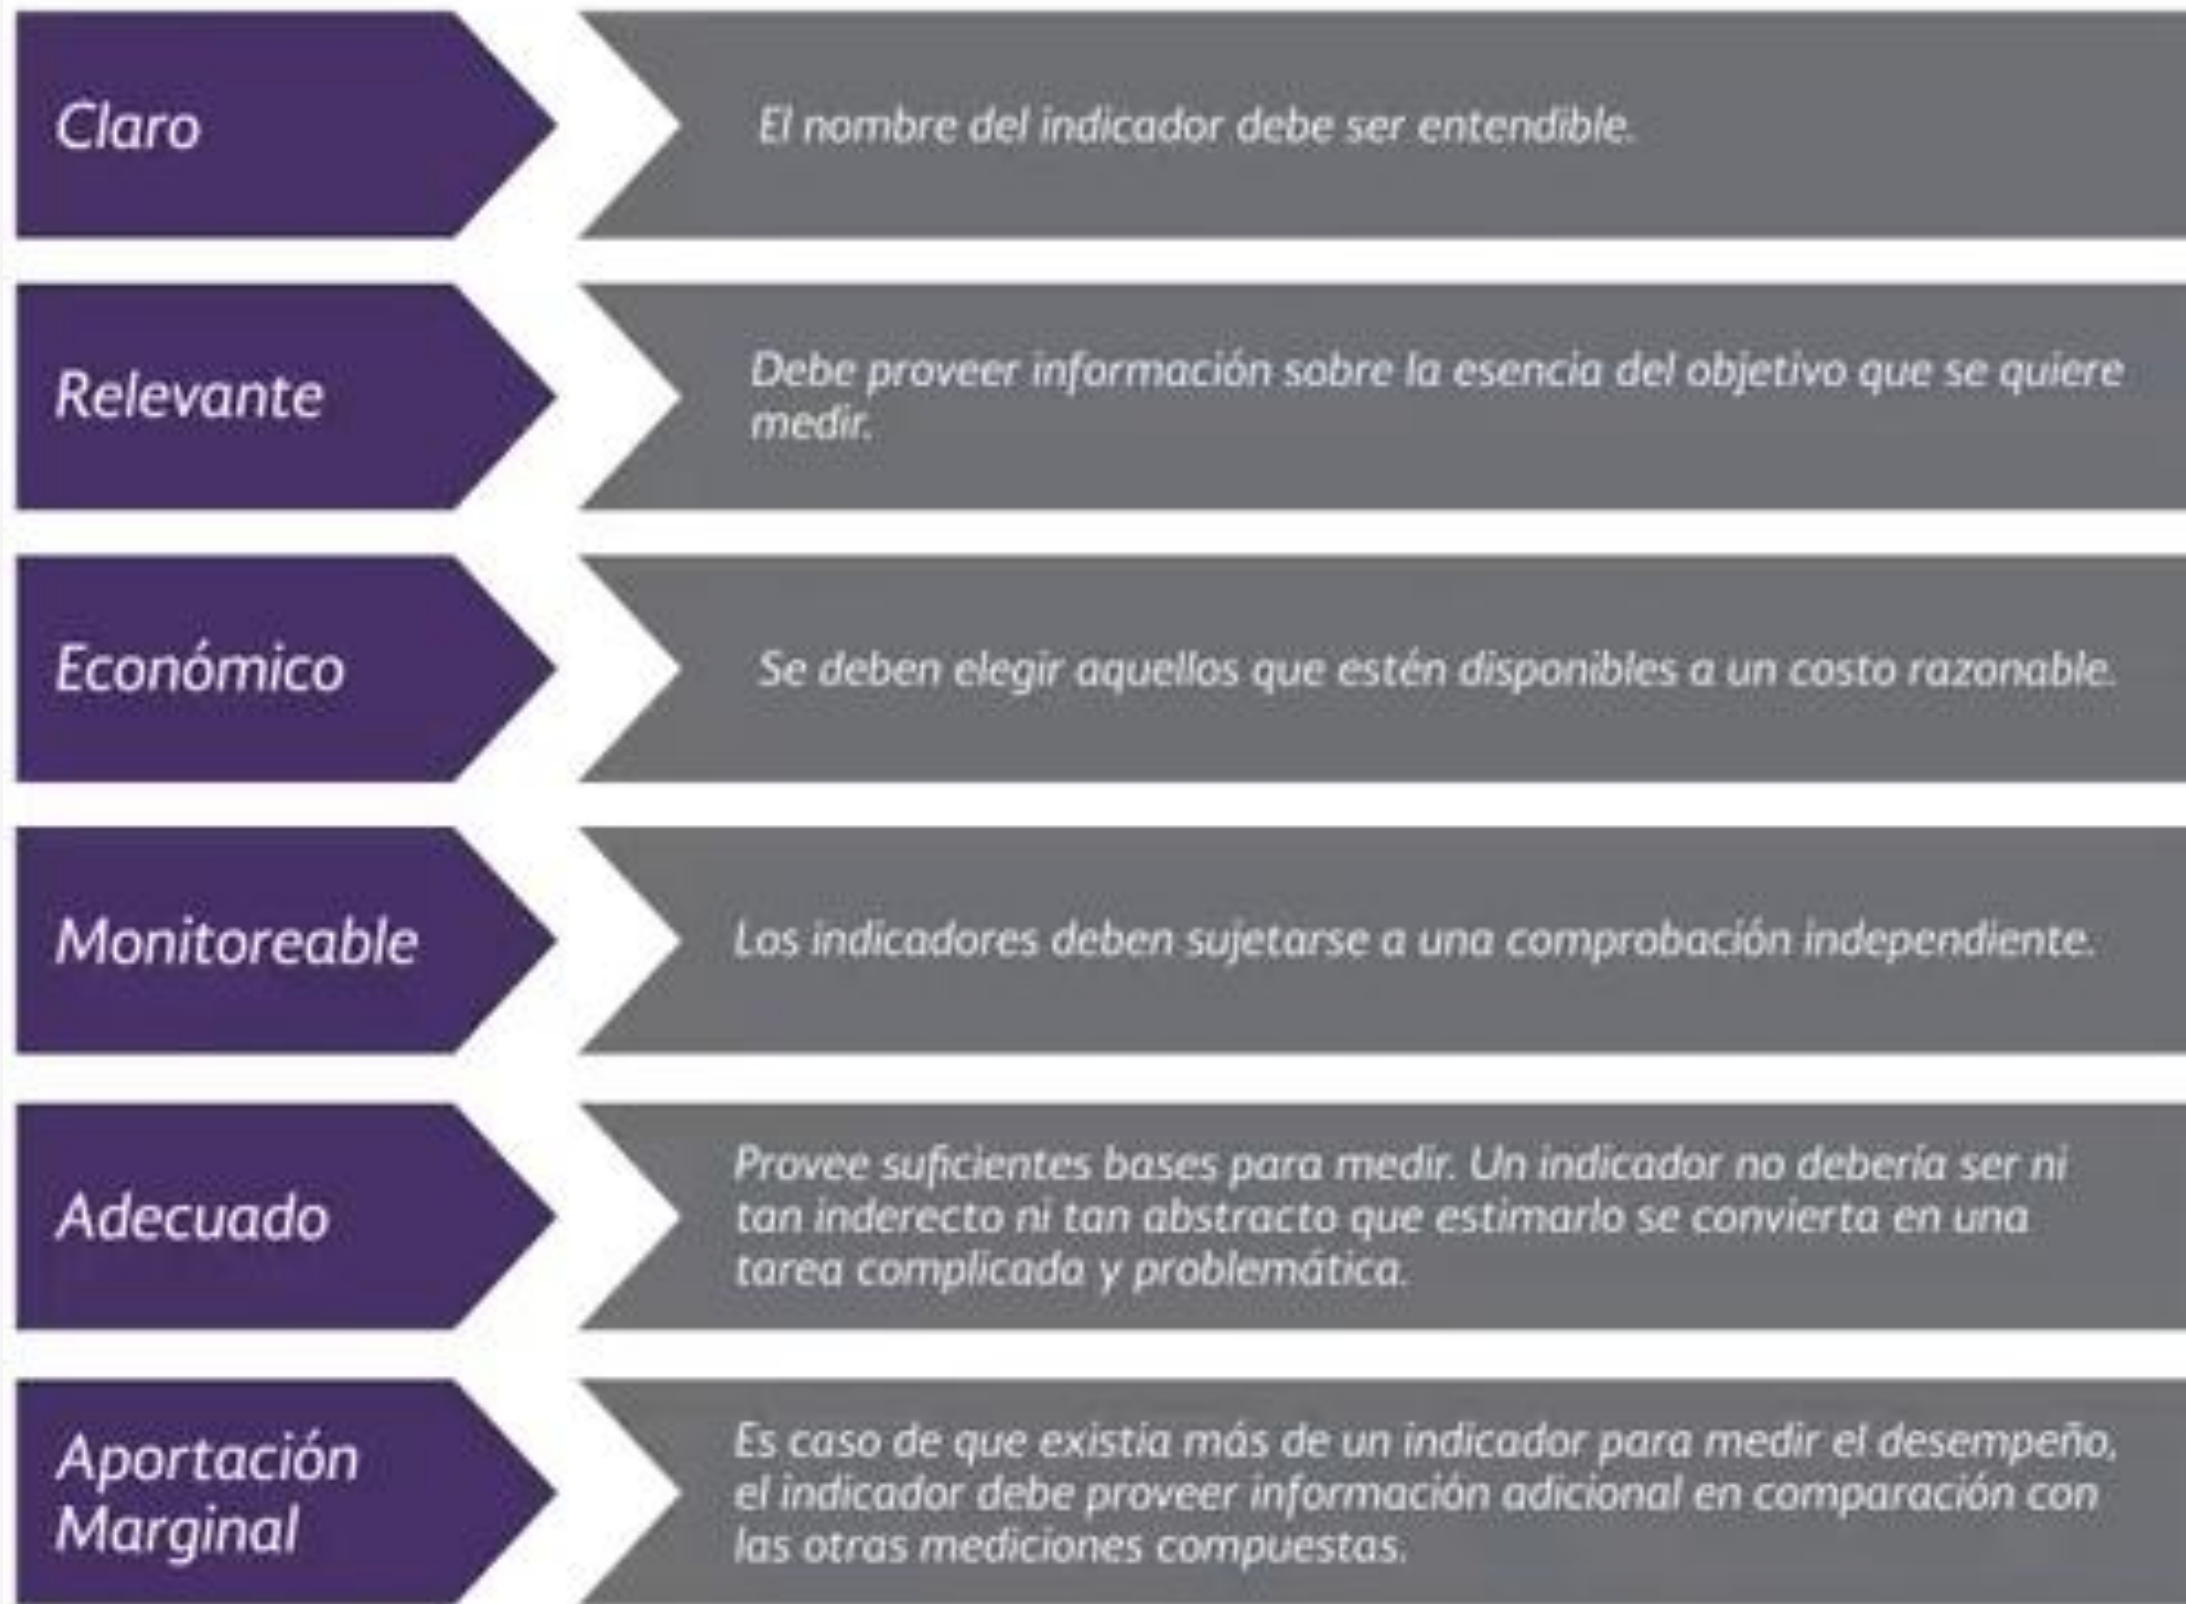 Claro
El nombre del indicador debe ser entendible.
Relevante
Debe proveer información sobre la esencia del objetivo que se quiere
medir.
Económico
Se deben elegir aquellos que estén disponibles a un costo razonable.
Monitoreable
Los indicadores deben sujetarse a una comprobación independiente.
Adecuado
Provee suficientes bases para medir. Un indicador no debería ser ni
tan inderecto ni tan abstracto que estimarlo se convierta en una
tarea complicada y problemática.
Aportación
Marginal
Es caso de que existia más de un indicador para medir el desempeño,
el indicador debe proveer información adicional en comparación con
las otras mediciones compuestas.